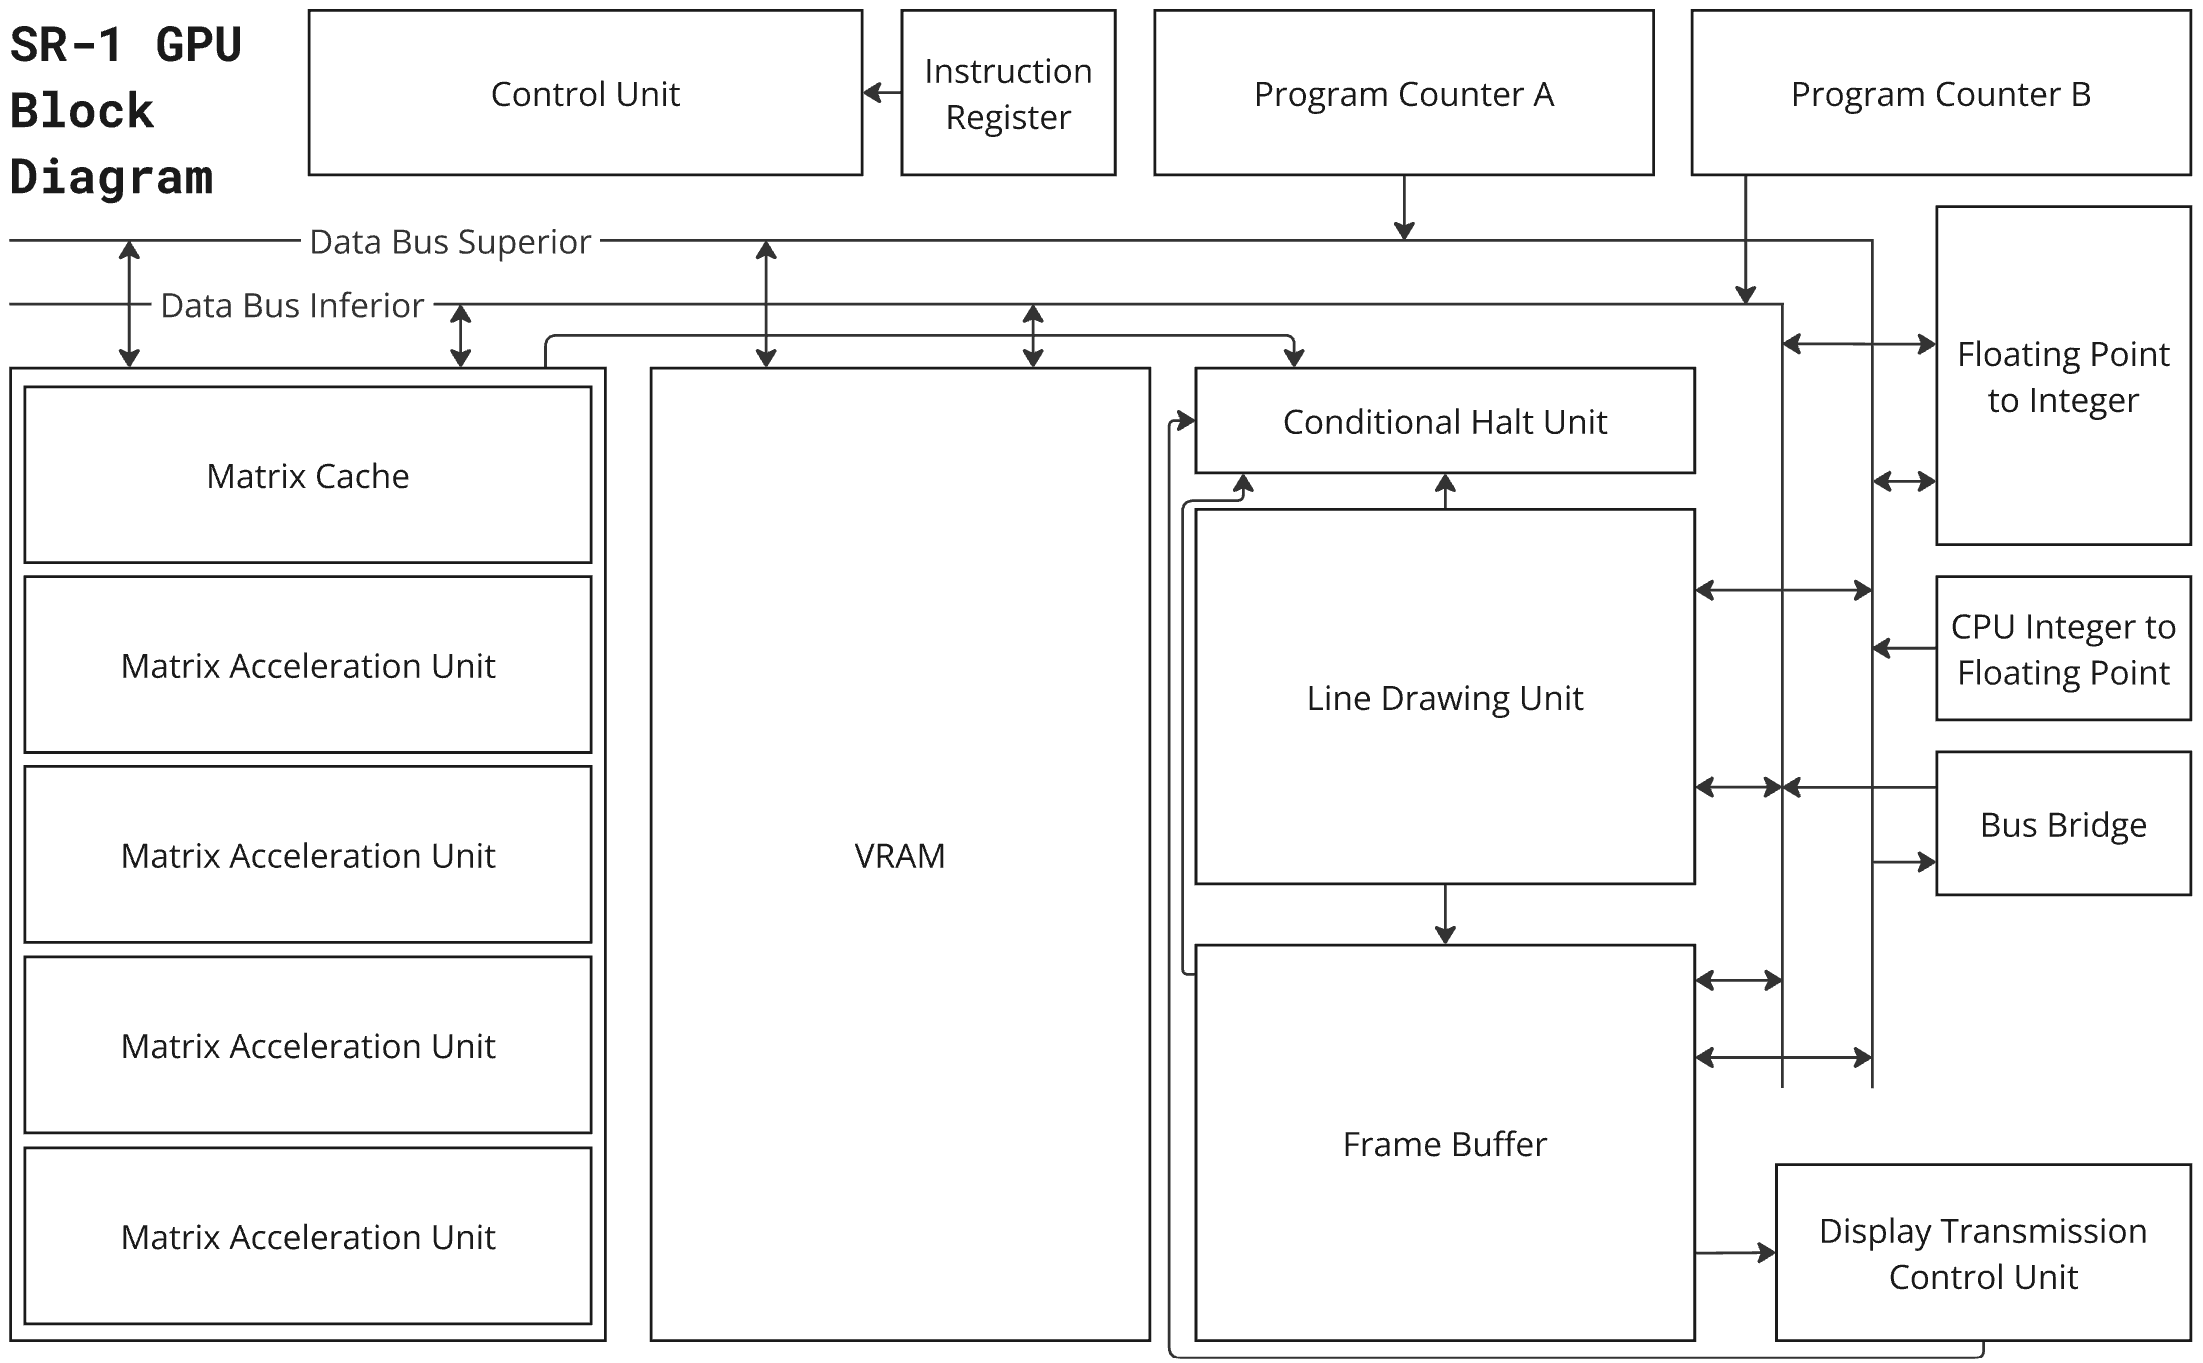 SR-1 GPU
Block
Diagram
Control Unit
Instruction
Register
Program Counter A
Program Counter B
Data Bus Superior
Data Bus Inferior
Floating Point
to Integer
Matrix Cache
Conditional Halt Unit
Matrix Acceleration Unit
Line Drawing Unit
CPU Integer to
Floating Point
Matrix Acceleration Unit
VRAM
Bus Bridge
Matrix Acceleration Unit
Frame Buffer
Matrix Acceleration Unit
Display Transmission
Control Unit